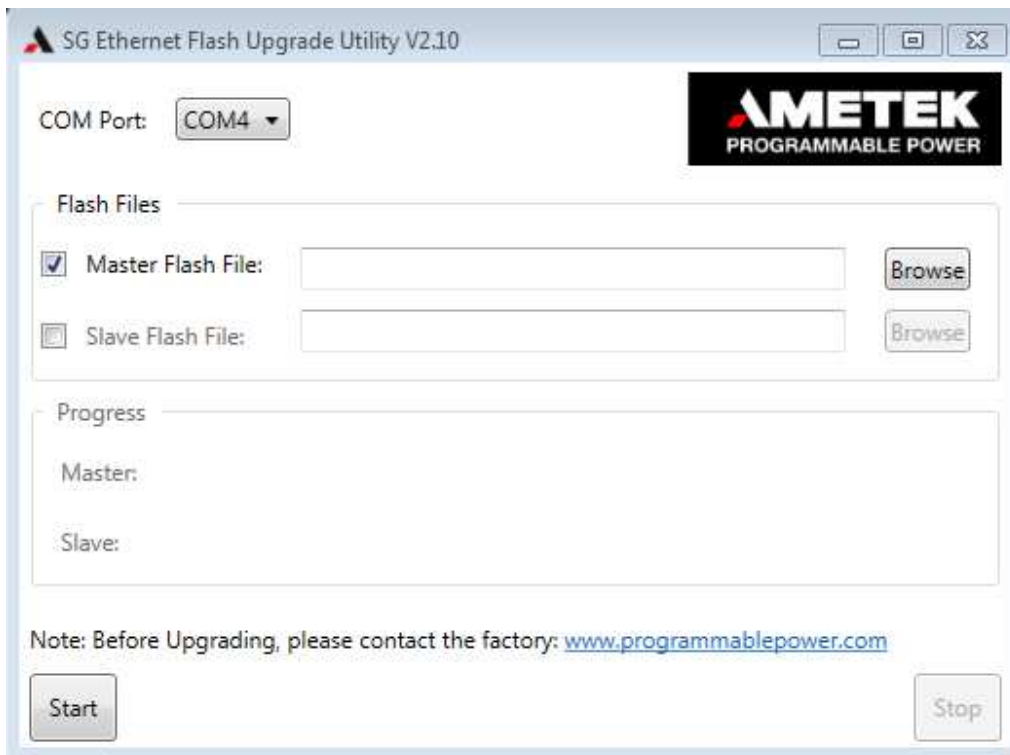 SG Ethernet Flash Upgrade Utility V2.10
COM Port: COM4
AMETEK
PROGRAMMABLE POWER
Flash Files
Master Flash File: Browse
Slave Flash File: Browse
Progress
Master:
Slave:
Note: Before Upgrading, please contact the factory: www.programmablepower.com
Start Stop